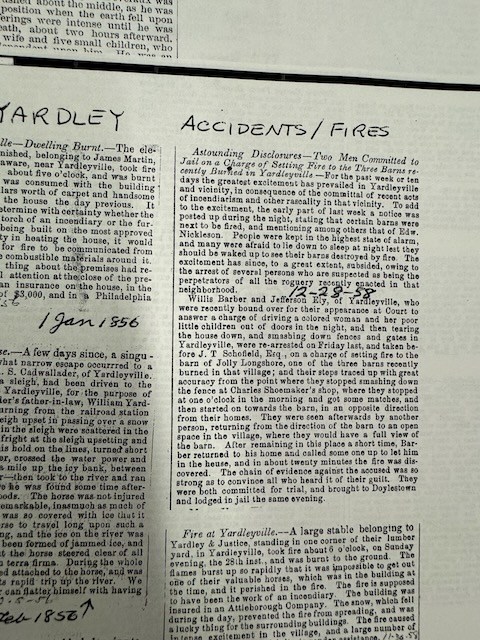 about the middle, as he was
position when the earth fell upon
ferings were intense until he was
eath, about two hours afterward.
wife and five small children, who
YARDLEY
lle—Dwelling Burnt.—The ele-
nished, belonging to James Martin,
aware, near Yardleyville, took fire
about five o'clock, and was burnt
was consumed with the building
lars worth of carpet and handsome
the house the day previous. It
determine with certainty whether the
torch of an incendiary or the fur-
being built on the most approved
ty in heating the house, it would
for fire to be communicated from
e combustible materials around it.
thing about the premises had re-
l attention at the close of the pre-
an insurance on the house, in the
of $3,000, and in a Philadelphia
1 Jan 1856
se.—A few days since, a singu-
that narrow escape occurred to a
. S. Cadwallader, of Yardleyville.
a sleigh, had been driven to the
Yardleyville, for the purpose of
er's father-in-law, William Yard-
urning from the railroad station
leigh upset in passing over a snow
in the sleigh were scattered in the
fright at the sleigh upsetting and
is hold on the lines, turned short
er, crossed the water power and
a mile up the icy bank, between
r—then took to the river and ran
e he was found some time after-
oods. The horse was not injured
emarkable, inasmuch as much of
was so covered with ice that it
rse to travel long upon such a
ng, and the ice on the river was
been formed of jammed ice, and
t the horse steered clear of all
n terra firma. During the whole
d attached to the horse, and was
ts rapid trip up the river. We
can flatter himself with having
Feb 1856
ACCIDENTS / FIRES
Astounding Disclosures—Two Men Committed to
Jail on a Charge of Setting Fire to the Three Barns re-
cently Burned in Yardleyville—For the past week or ten
days the greatest excitement has prevailed in Yardleyville
and vicinity, in consequence of the committal of recent acts
of incendiarism and other rascality in that vicinity. To add
to the excitement, the early part of last week a notice was
posted up during the night, stating that certain barns were
next to be fired, and mentioning among others that of Edw.
Nickleson. People were kept in the highest state of alarm,
and many were afraid to lie down to sleep at night lest they
should be waked up to see their barns destroyed by fire. The
excitement has since, to a great extent, subsided, owing to
the arrest of several persons who are suspected as being the
perpetrators of all the roguery recently enacted in that
neighborhood.
12-28-58
Willis Barber and Jefferson Ely, of Yardleyville, who
were recently bound over for their appearance at Court to
answer a charge of driving a colored woman and her poor
little children out of doors in the night, and then tearing
the house down, and smashing down fences and gates in
Yardleyville, were re-arrested on Friday last, and taken be-
fore J. T. Schofield, Esq., on a charge of setting fire to the
barn of Jolly Longshore, one of the three barns recently
burned in that village; and their steps traced up with great
accuracy from the point where they stopped smashing down
the fence at Charles Shoemaker's shop, where they stopped
at one o'clock in the morning and got some matches, and
then started on towards the barn, in an opposite direction
from their homes. They were seen afterwards by another
person, returning from the direction of the barn to an open
space in the village, where they would have a full view of
the barn. After remaining in this place a short time, Bar-
ber returned to his home and called some one up to let him
in the house, and in about twenty minutes the fire was dis-
covered. The chain of evidence against the accused was so
strong as to convince all who heard it of their guilt. They
were both committed for trial, and brought to Doylestown
and lodged in jail the same evening.
Fire at Yardleyville.—A large stable belonging to
Yardley & Justice, standing in one corner of their lumber
yard, in Yardleyville, took fire about 6 o'clock, on Sunday
evening, the 28th inst., and was burnt to the ground. The
flames burst up so rapidly that it was impossible to get out
one of their valuable horses, which was in the building at
the time, and it perished in the fire. The fire is supposed
to have been the work of an incendiary. The building was
insured in an Attleborough Company. The snow, which fell
during the day, prevented the fire from spreading, and was
a lucky thing for the surrounding buildings. The fire caused
intense excitement in the village, and a large number of